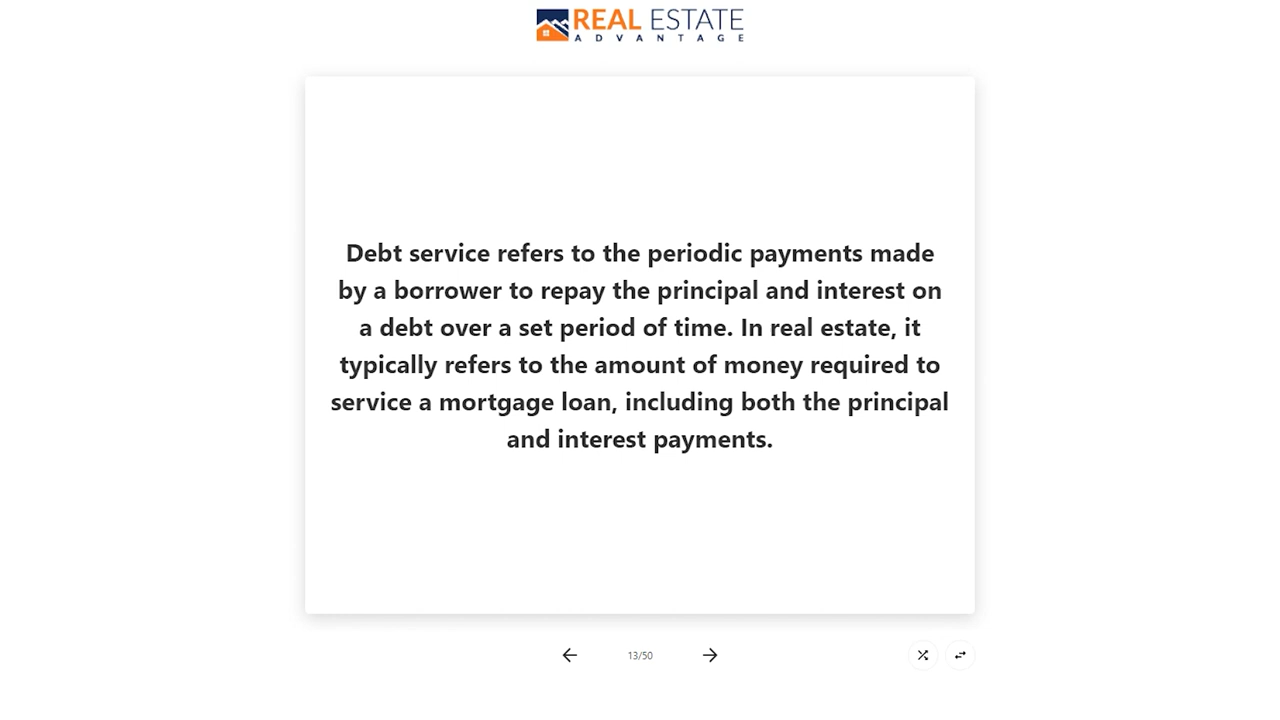 REAL ESTATE
ADVANTAGE
Debt service refers to the periodic payments made
by a borrower to repay the principal and interest on
a debt over a set period of time. In real estate, it
typically refers to the amount of money required to
service a mortgage loan, including both the principal
and interest payments.
13/50